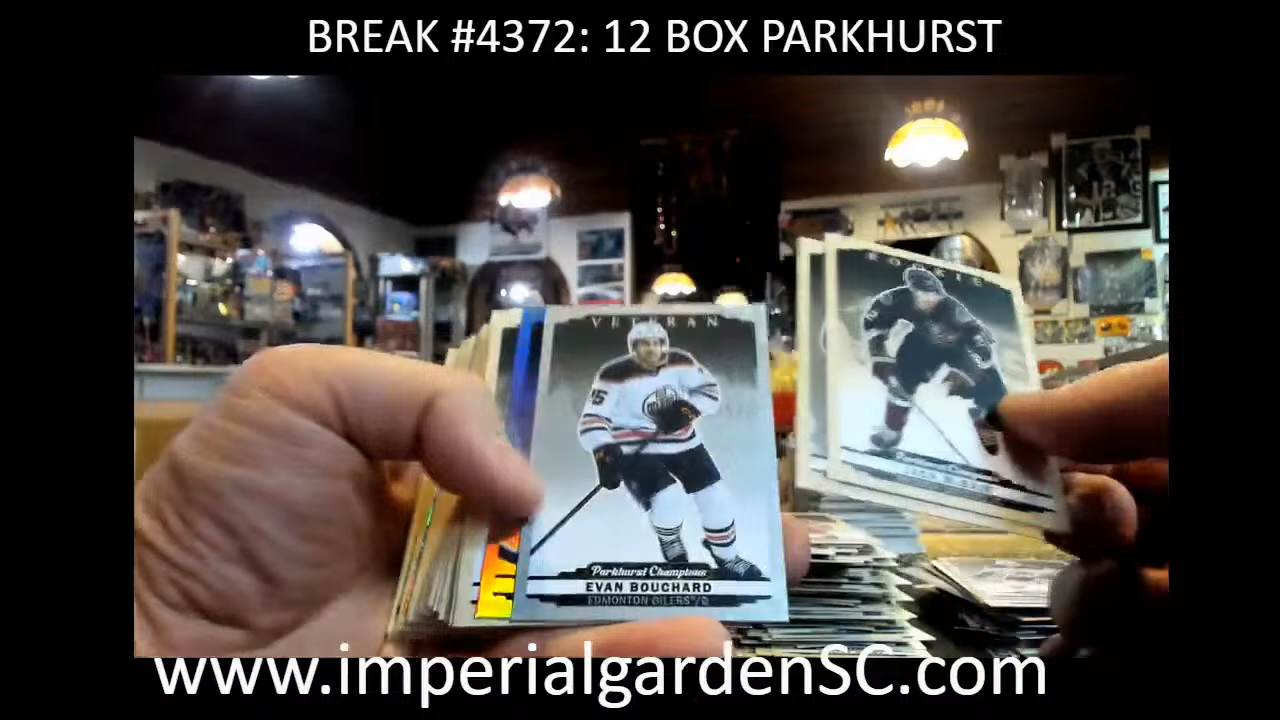 BREAK #4372: 12 BOX PARKHURST
ROOKIE
VETERAN
Parkhurst Champions
EVAN BOUCHARD
EDMONTON OILERS
www.imperialgardenSC.com